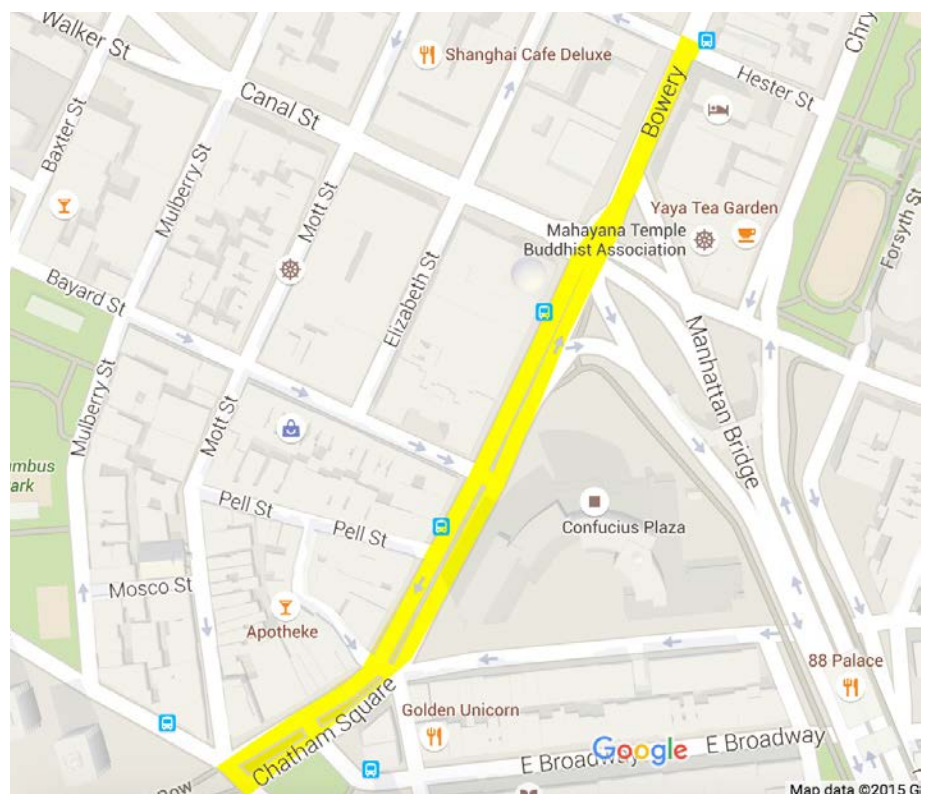 Walker St
Shanghai Cafe Deluxe
Chry
Hester St
Bowery
Canal St
Baxter St
Mulberry St
Mott St
Yaya Tea Garden
Mahayana Temple
Buddhist Association
Forsyth St
Bayard St
Elizabeth St
Manhattan Bridge
Mulberry St
Mott St
umbus
ark
Pell St
Pell St
Confucius Plaza
Mosco St
Apotheke
88 Palace
Chatham Square
Golden Unicorn
E Broadway
Google
E Broadway
Row
Map data ©2015 G